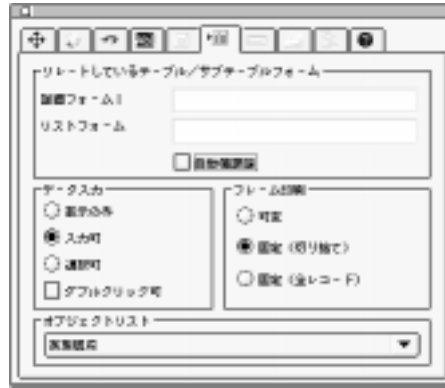 リレートしているテーブル/サブテーブルフォーム
詳細フォーム:
リストフォーム
データ入力
表示のみ
入力可
選択可
ダブルクリック可
フレーム印刷
可変
固定(切り捨て)
固定(全レコード)
オブジェクトリスト